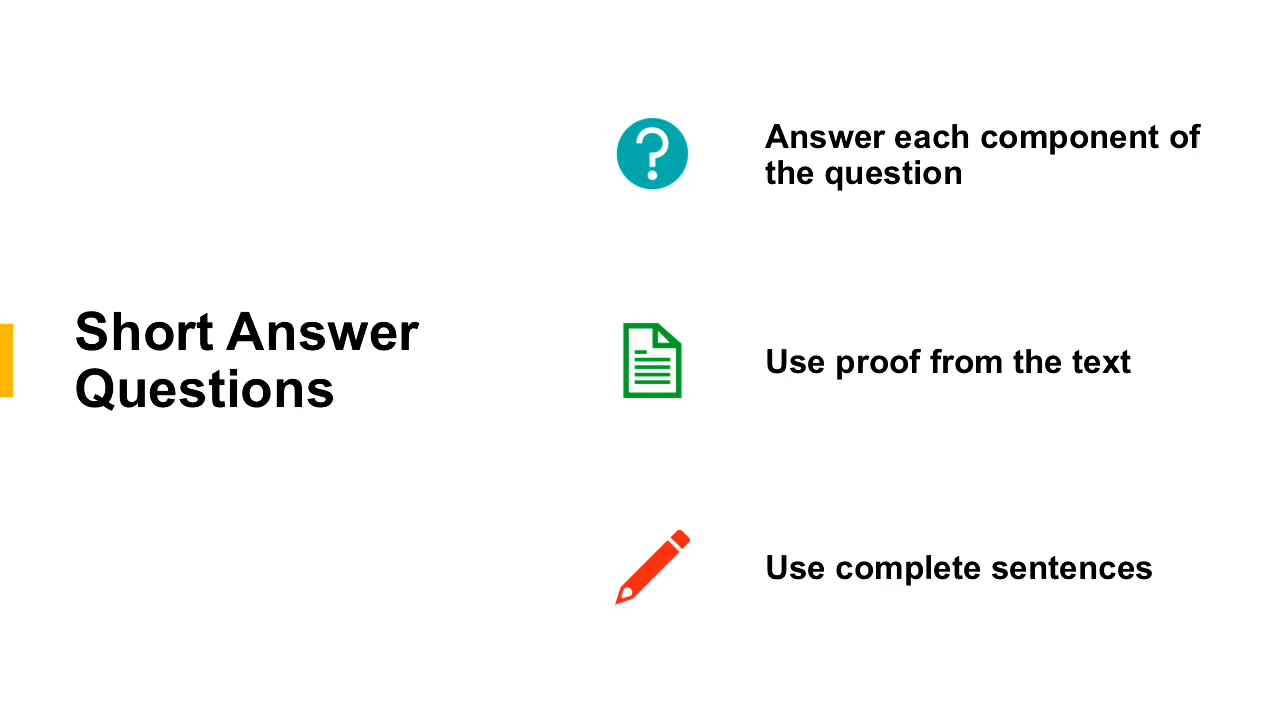 Short Answer
Questions
Answer each component of
the question
Use proof from the text
Use complete sentences